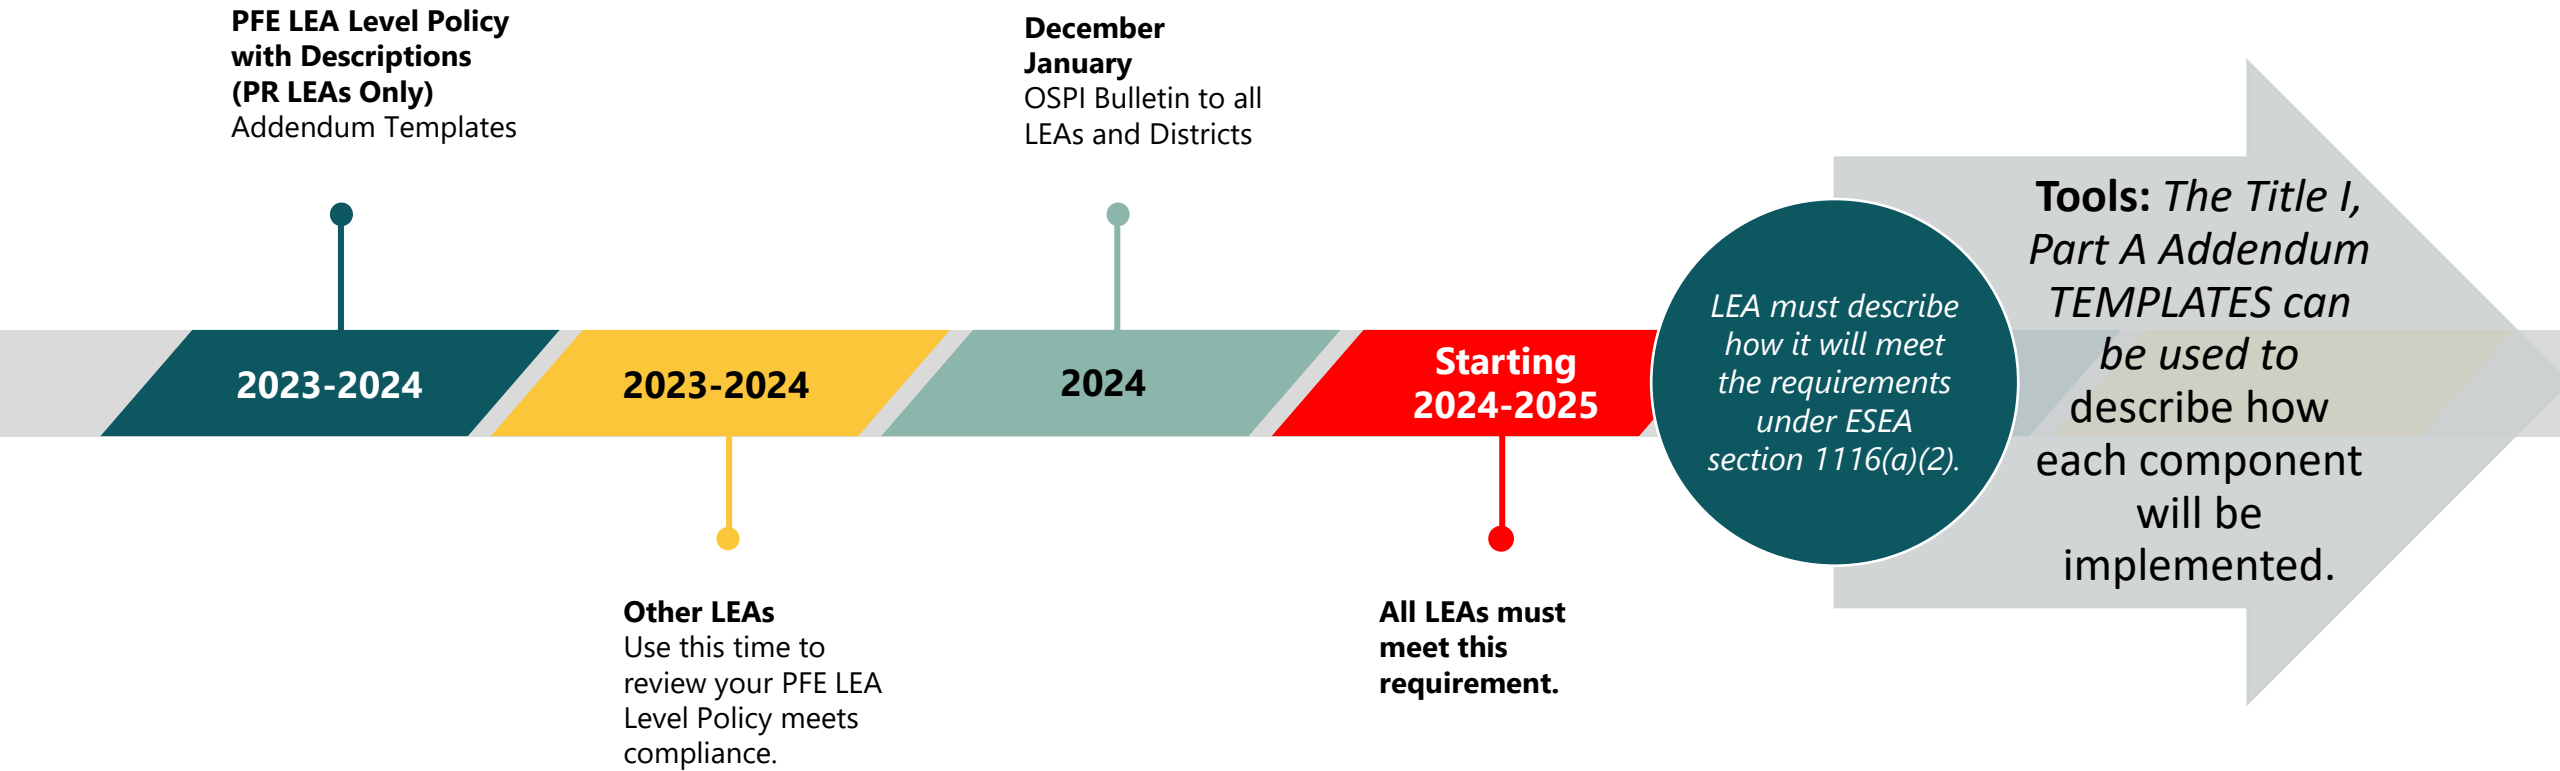 PFE LEA Level Policy
with Descriptions
(PR LEAs Only)
Addendum Templates
2023-2024
2023-2024
Other LEAs
Use this time to
review your PFE LEA
Level Policy meets
compliance.
December
January
OSPI Bulletin to all
LEAs and Districts
2024
Starting
2024-2025
All LEAs must
meet this
requirement.
LEA must describe
how it will meet
the requirements
under ESEA
section 1116(a)(2).
Tools: The Title I,
Part A Addendum
TEMPLATES can
be used to
describe how
each component
will be
implemented.